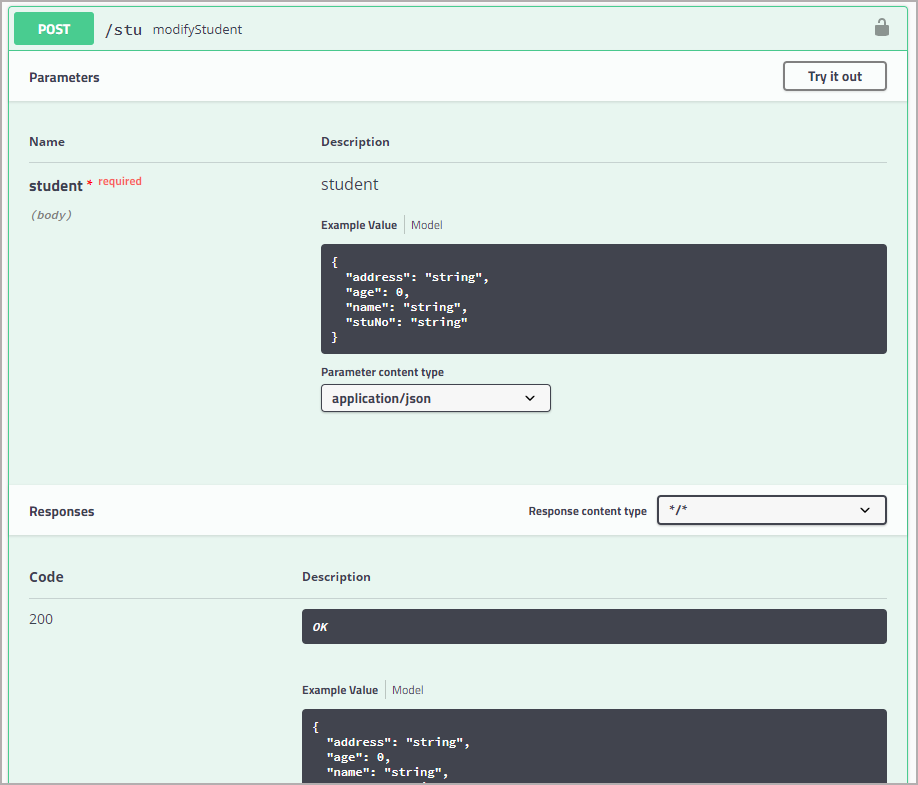 POST /stu modifyStudent
Parameters Try it out
Name Description
student * required student
(body)
Example Value Model
{
"address": "string",
"age": 0,
"name": "string",
"stuNo": "string"
}
Parameter content type
application/json
Responses Response content type */*
Code Description
200 OK
Example Value Model
{
"address": "string",
"age": 0,
"name": "string",